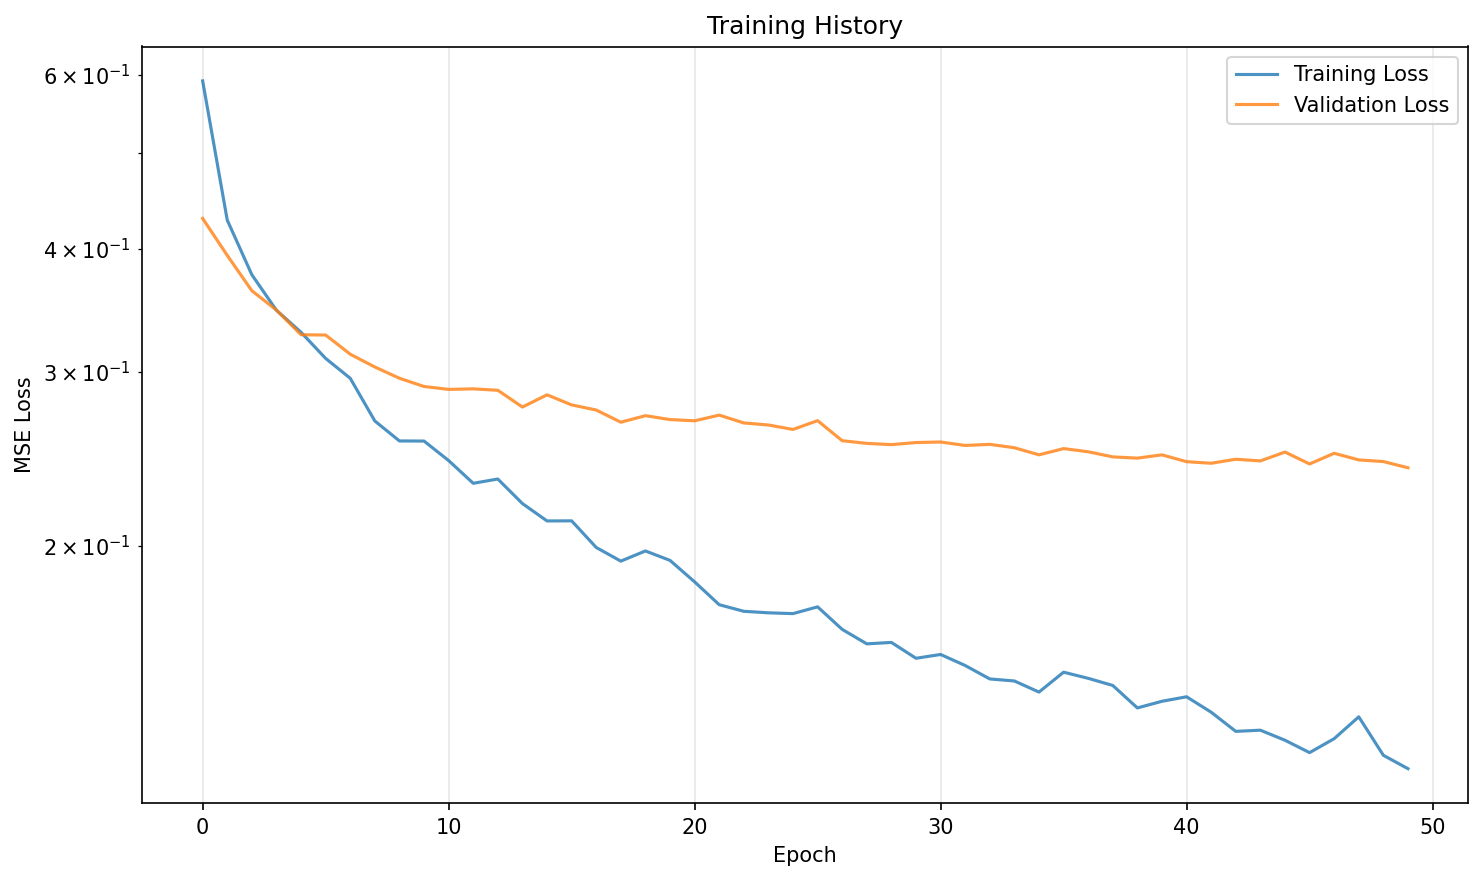 Training History
6 × 10⁻¹
4 × 10⁻¹
3 × 10⁻¹
2 × 10⁻¹
MSE Loss
Training Loss
Validation Loss
0 10 20 30 40 50
Epoch